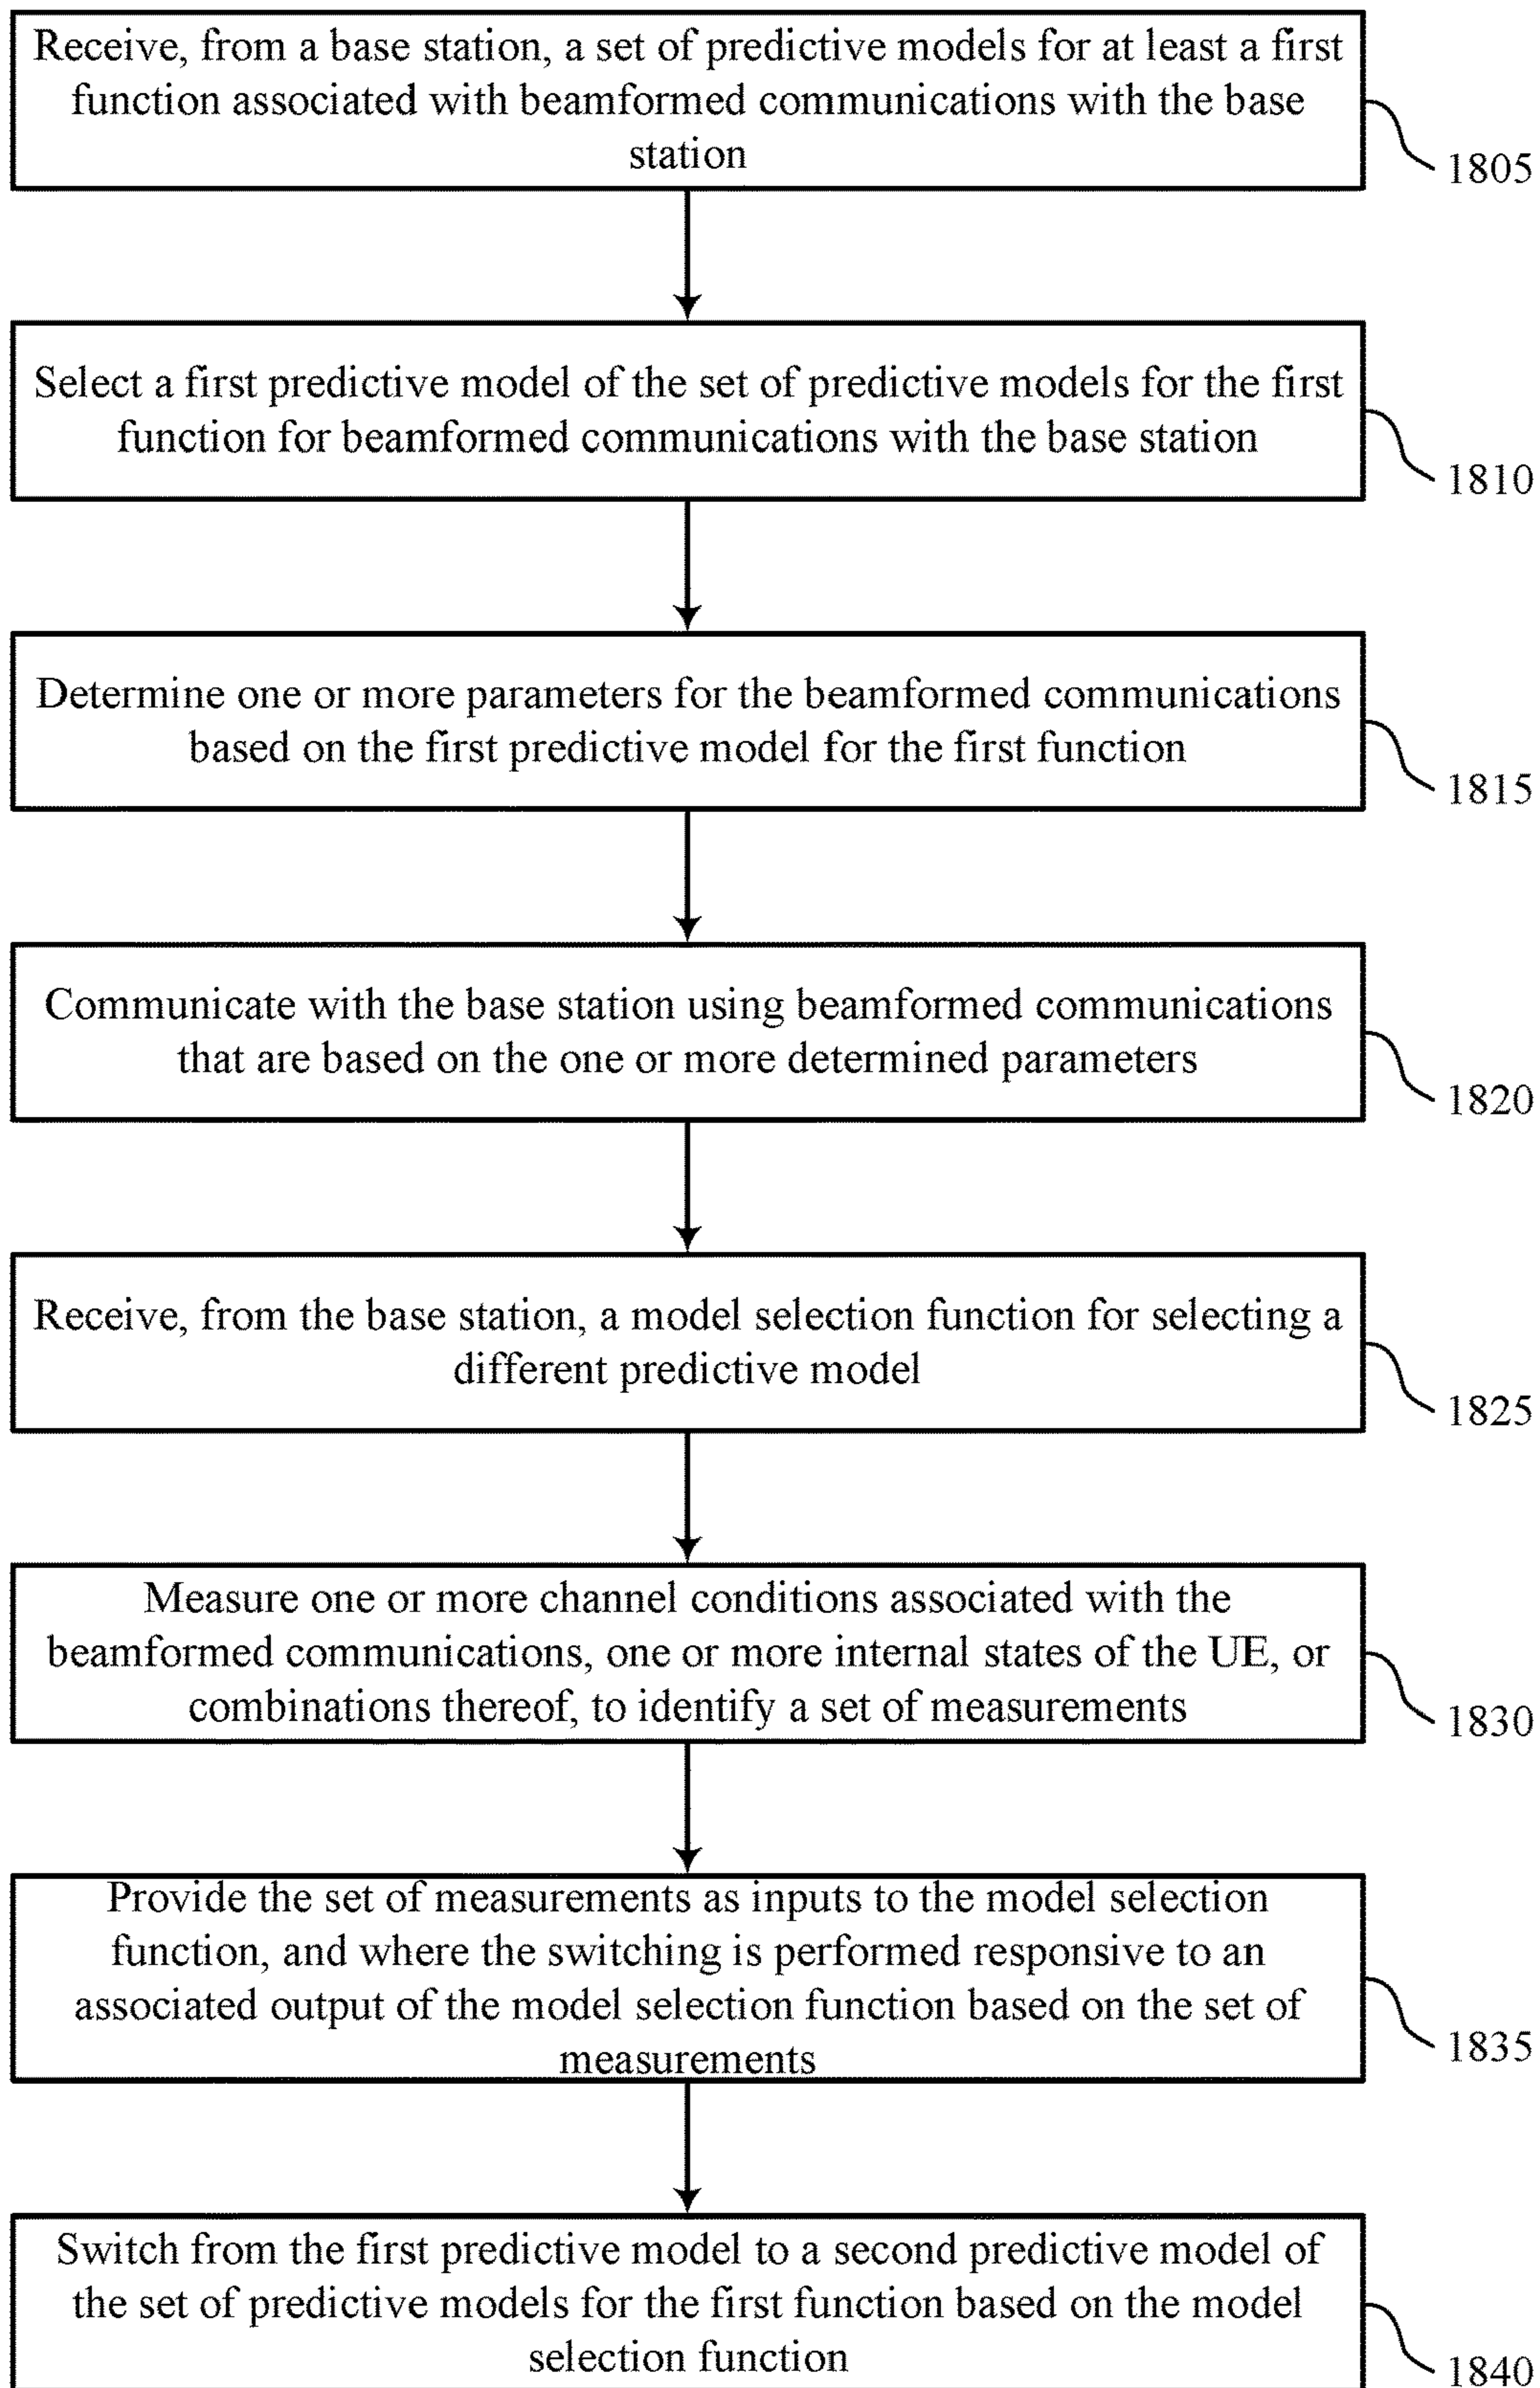 Receive, from a base station, a set of predictive models for at least a first
function associated with beamformed communications with the base
station
1805
Select a first predictive model of the set of predictive models for the first
function for beamformed communications with the base station
1810
Determine one or more parameters for the beamformed communications
based on the first predictive model for the first function
1815
Communicate with the base station using beamformed communications
that are based on the one or more determined parameters
1820
Receive, from the base station, a model selection function for selecting a
different predictive model
1825
Measure one or more channel conditions associated with the
beamformed communications, one or more internal states of the UE, or
combinations thereof, to identify a set of measurements
1830
Provide the set of measurements as inputs to the model selection
function, and where the switching is performed responsive to an
associated output of the model selection function based on the set of
measurements
1835
Switch from the first predictive model to a second predictive model of
the set of predictive models for the first function based on the model
selection function
1840